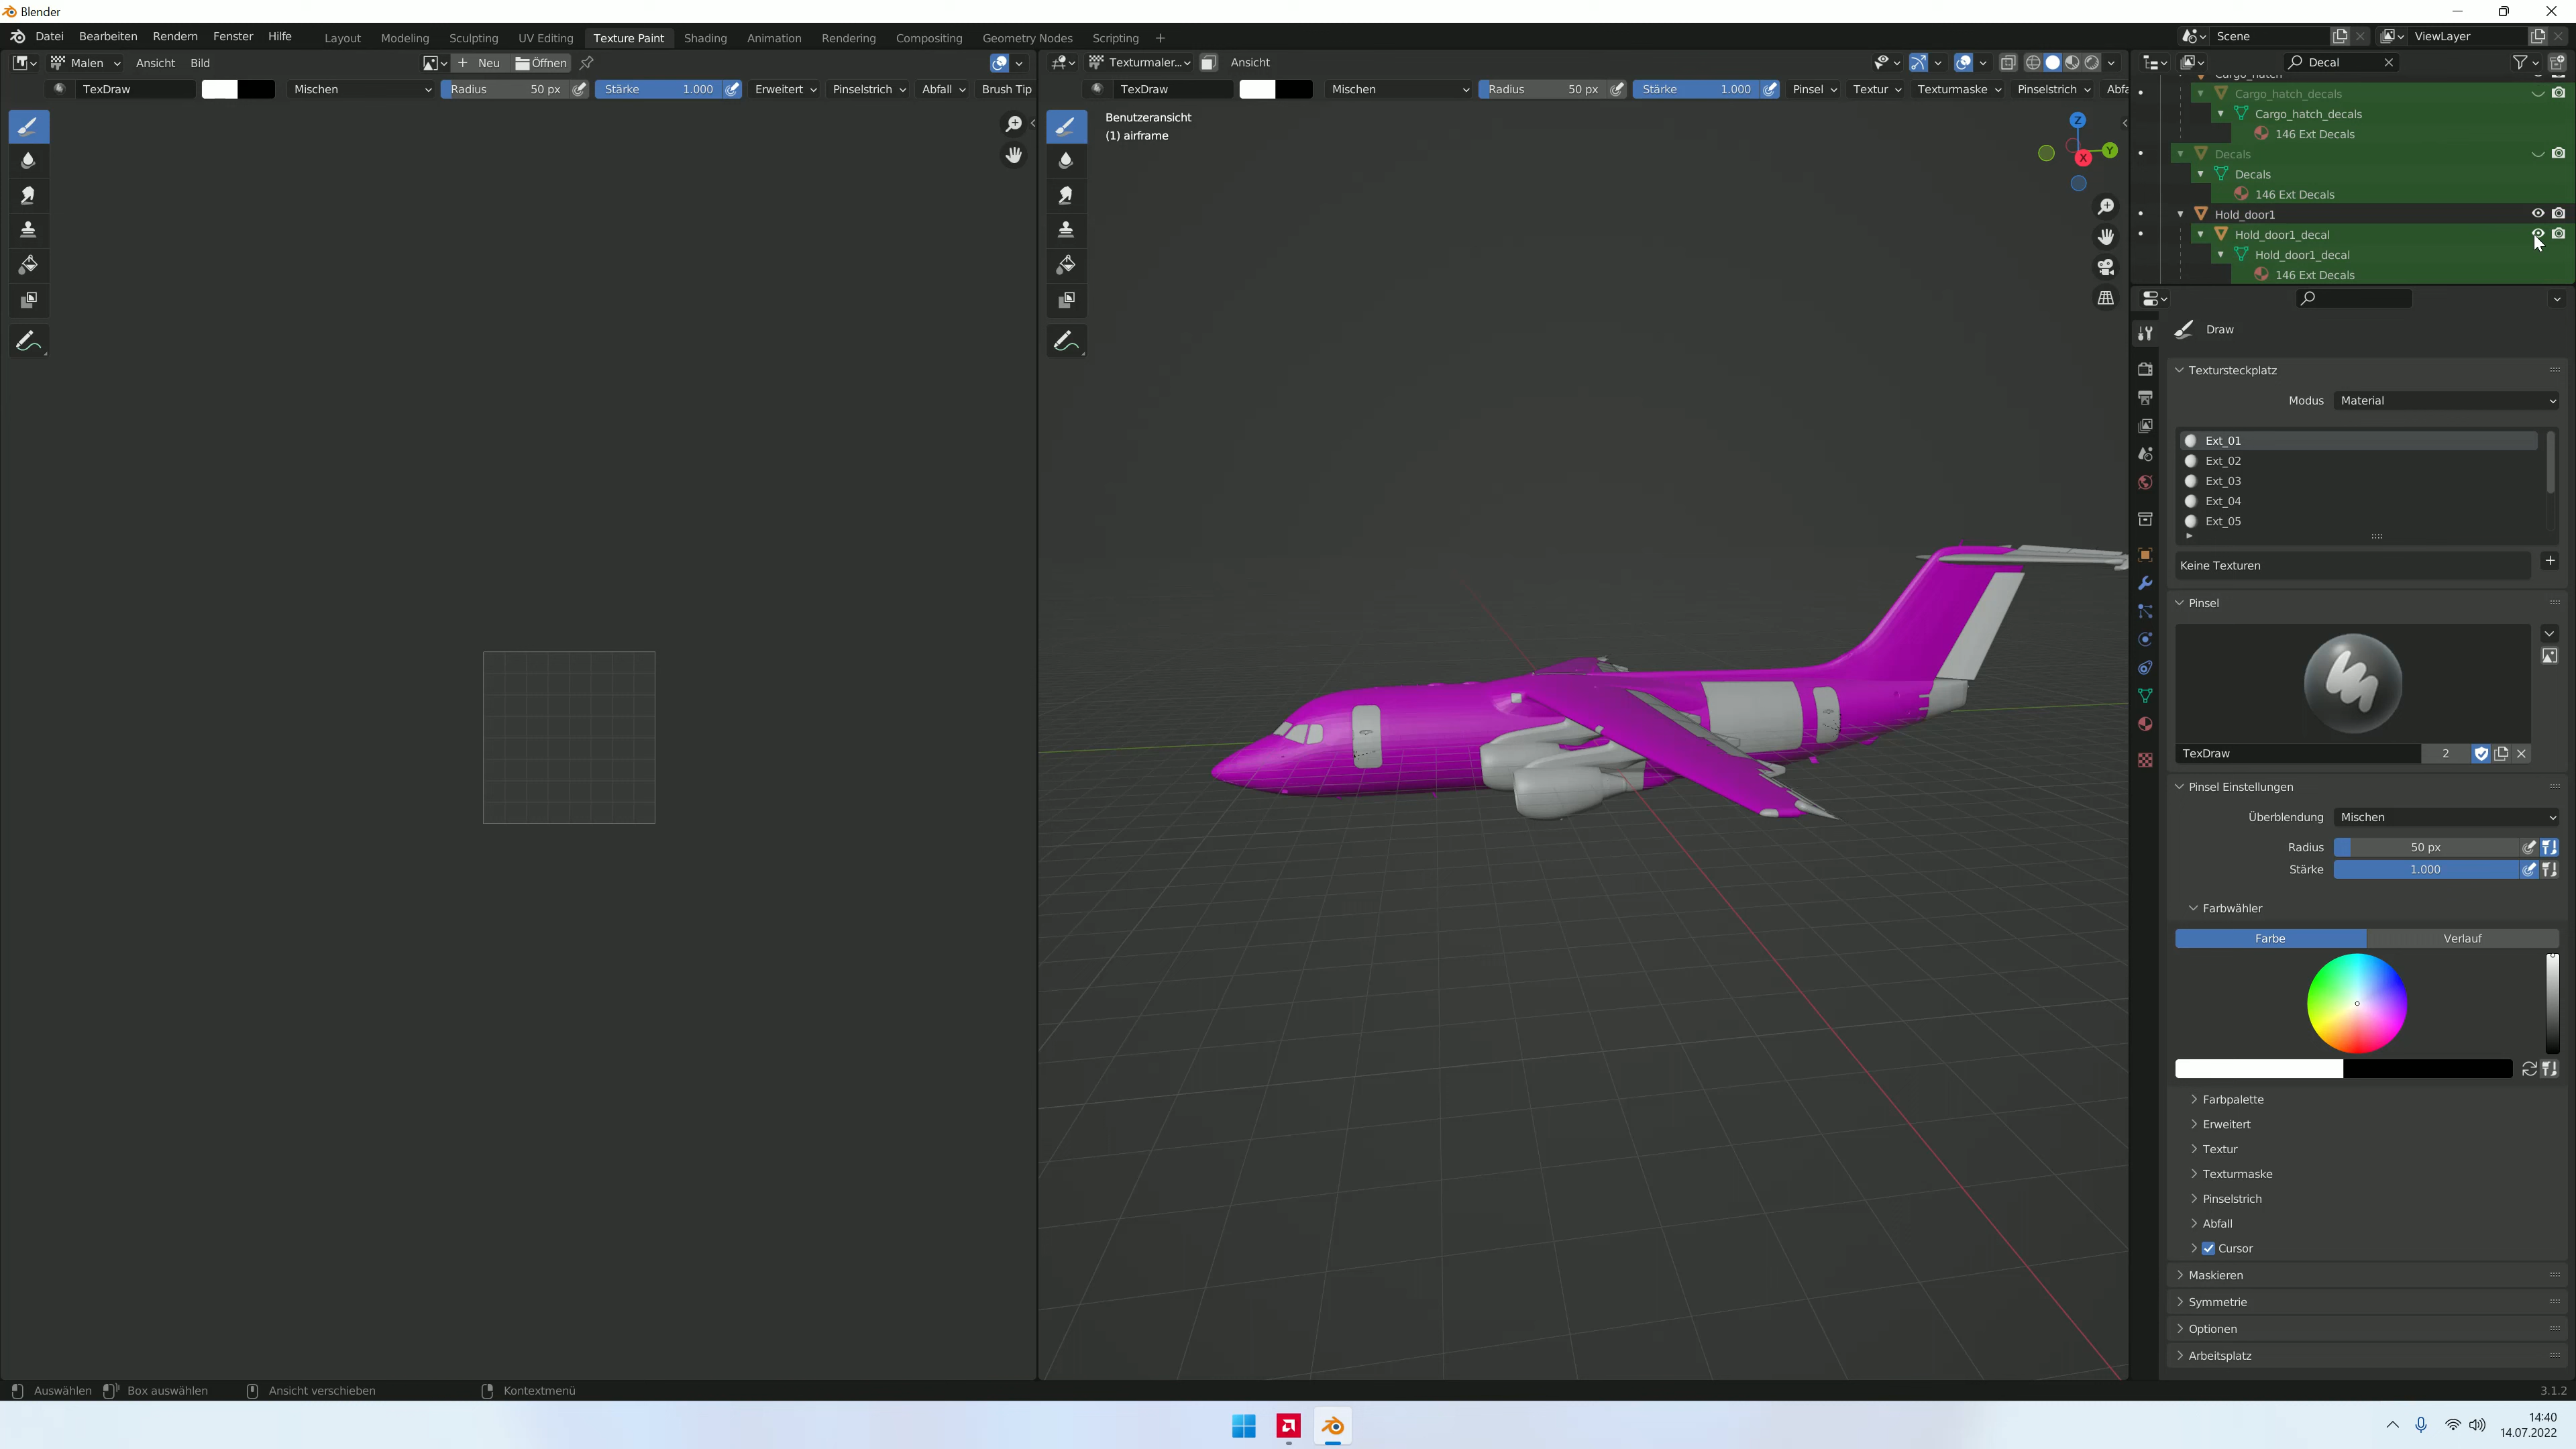 Blender
Datei Bearbeiten Rendern Fenster Hilfe Layout Modeling Sculpting UV Editing Texture Paint Shading Animation Rendering Compositing Geometry Nodes Scripting + Scene ViewLayer
Malen Ansicht Bild + Neu Öffnen
TexDraw Mischen Radius 50 px Stärke 1.000 Erweitert Pinselstrich Abfall Brush Tip
Texturmaler... Ansicht
TexDraw Mischen Radius 50 px Stärke 1.000 Pinsel Textur Texturmaske Pinselstrich Abfa
Benutzeransicht
(1) airframe
Z
Y
X
Decal
Cargo_hatch
Cargo_hatch_decals
Cargo_hatch_decals
146 Ext Decals
Decals
Decals
146 Ext Decals
Hold_door1
Hold_door1_decal
Hold_door1_decal
146 Ext Decals
Draw
Textursteckplatz
Modus Material
Ext_01
Ext_02
Ext_03
Ext_04
Ext_05
Keine Texturen
Pinsel
TexDraw 2
Pinsel Einstellungen
Überblendung Mischen
Radius 50 px
Stärke 1.000
Farbwähler
Farbe Verlauf
Farbpalette
Erweitert
Textur
Texturmaske
Pinselstrich
Abfall
Cursor
Maskieren
Symmetrie
Optionen
Arbeitsplatz
Auswählen Box auswählen Ansicht verschieben Kontextmenü 3.1.2
14:40
14.07.2022